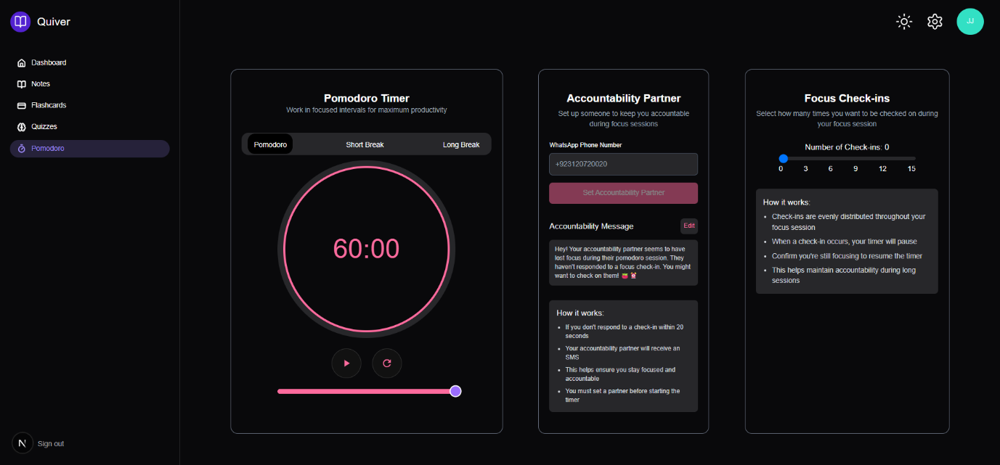 Quiver
JJ
Dashboard
Notes
Flashcards
Quizzes
Pomodoro
N
Sign out
Pomodoro Timer
Work in focused intervals for maximum productivity
Pomodoro Short Break Long Break
60:00
Accountability Partner
Set up someone to keep you accountable
during focus sessions
WhatsApp Phone Number
+923120720020
Set Accountability Partner
Accountability Message Edit
Hey! Your accountability partner seems to have
lost focus during their pomodoro session. They
haven't responded to a focus check-in. You might
want to check on them! 🍅 ⏰
How it works:
• If you don't respond to a check-in within 20
seconds
• Your accountability partner will receive an
SMS
• This helps ensure you stay focused and
accountable
• You must set a partner before starting the
timer
Focus Check-ins
Select how many times you want to be checked on during
your focus session
Number of Check-ins: 0
0 3 6 9 12 15
How it works:
• Check-ins are evenly distributed throughout your
focus session
• When a check-in occurs, your timer will pause
• Confirm you're still focusing to resume the timer
• This helps maintain accountability during long
sessions